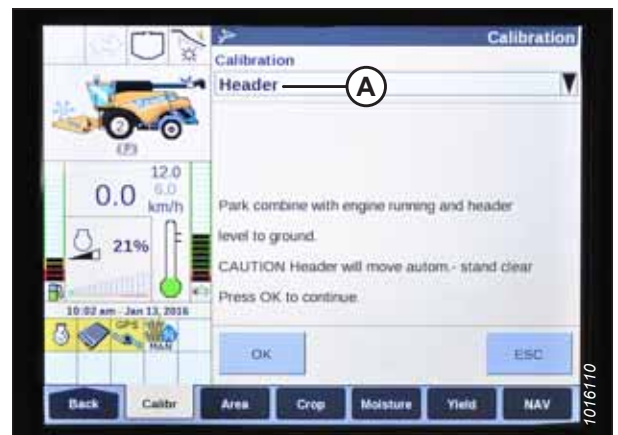 Calibration
Calibration
Header
A
2
(P)
12.0
6.0
0.0 km/h
21%
Park combine with engine running and header
level to ground.
CAUTION Header will move autom.- stand clear
Press OK to continue
10:02 am - Jan 13, 2016
GPS
MAN
OK
ESC
Back
Calibr
Area
Crop
Moisture
Yield
NAV
1016110